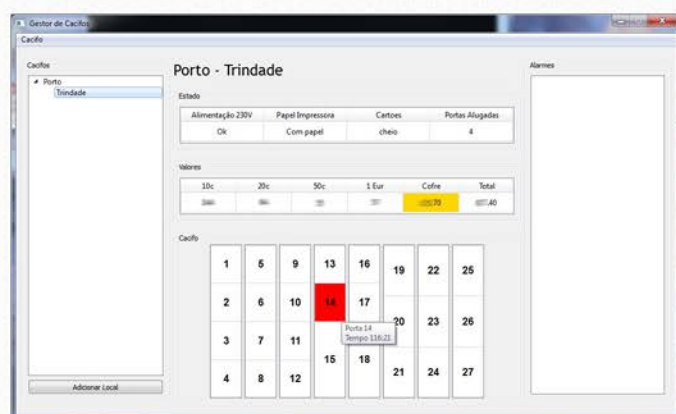 Gestor de Cacifos
Cacifo
Cacifos
Porto
Trindade
Adicionar Local
Porto - Trindade
Estado
Alimentação 230V Papel Impressora Cartoes Portas Alugadas
Ok Com papel cheio 4
Valores
10c 20c 50c 1 Eur Cofre Total
.70 .40
Cacifo
1 5 9 13 16 19 22 25
2 6 10 14 17 20 23 26
3 7 11 15 18 21 24 27
4 8 12
Porta 14
Tempo 116:21
Alarmes